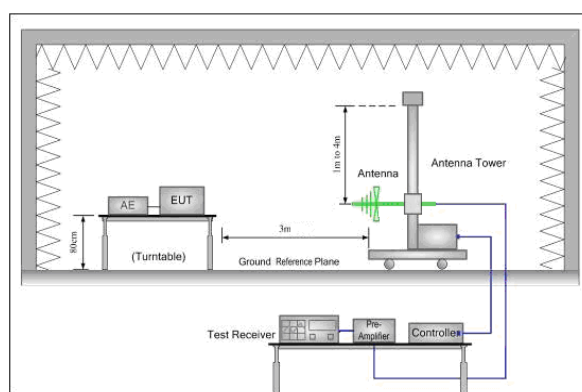 1m to 4m
Antenna
Antenna Tower
AE
EUT
80cm
(Turntable)
3m
Ground Reference Plane
Test Receiver
Pre-
Amplifier
Controller